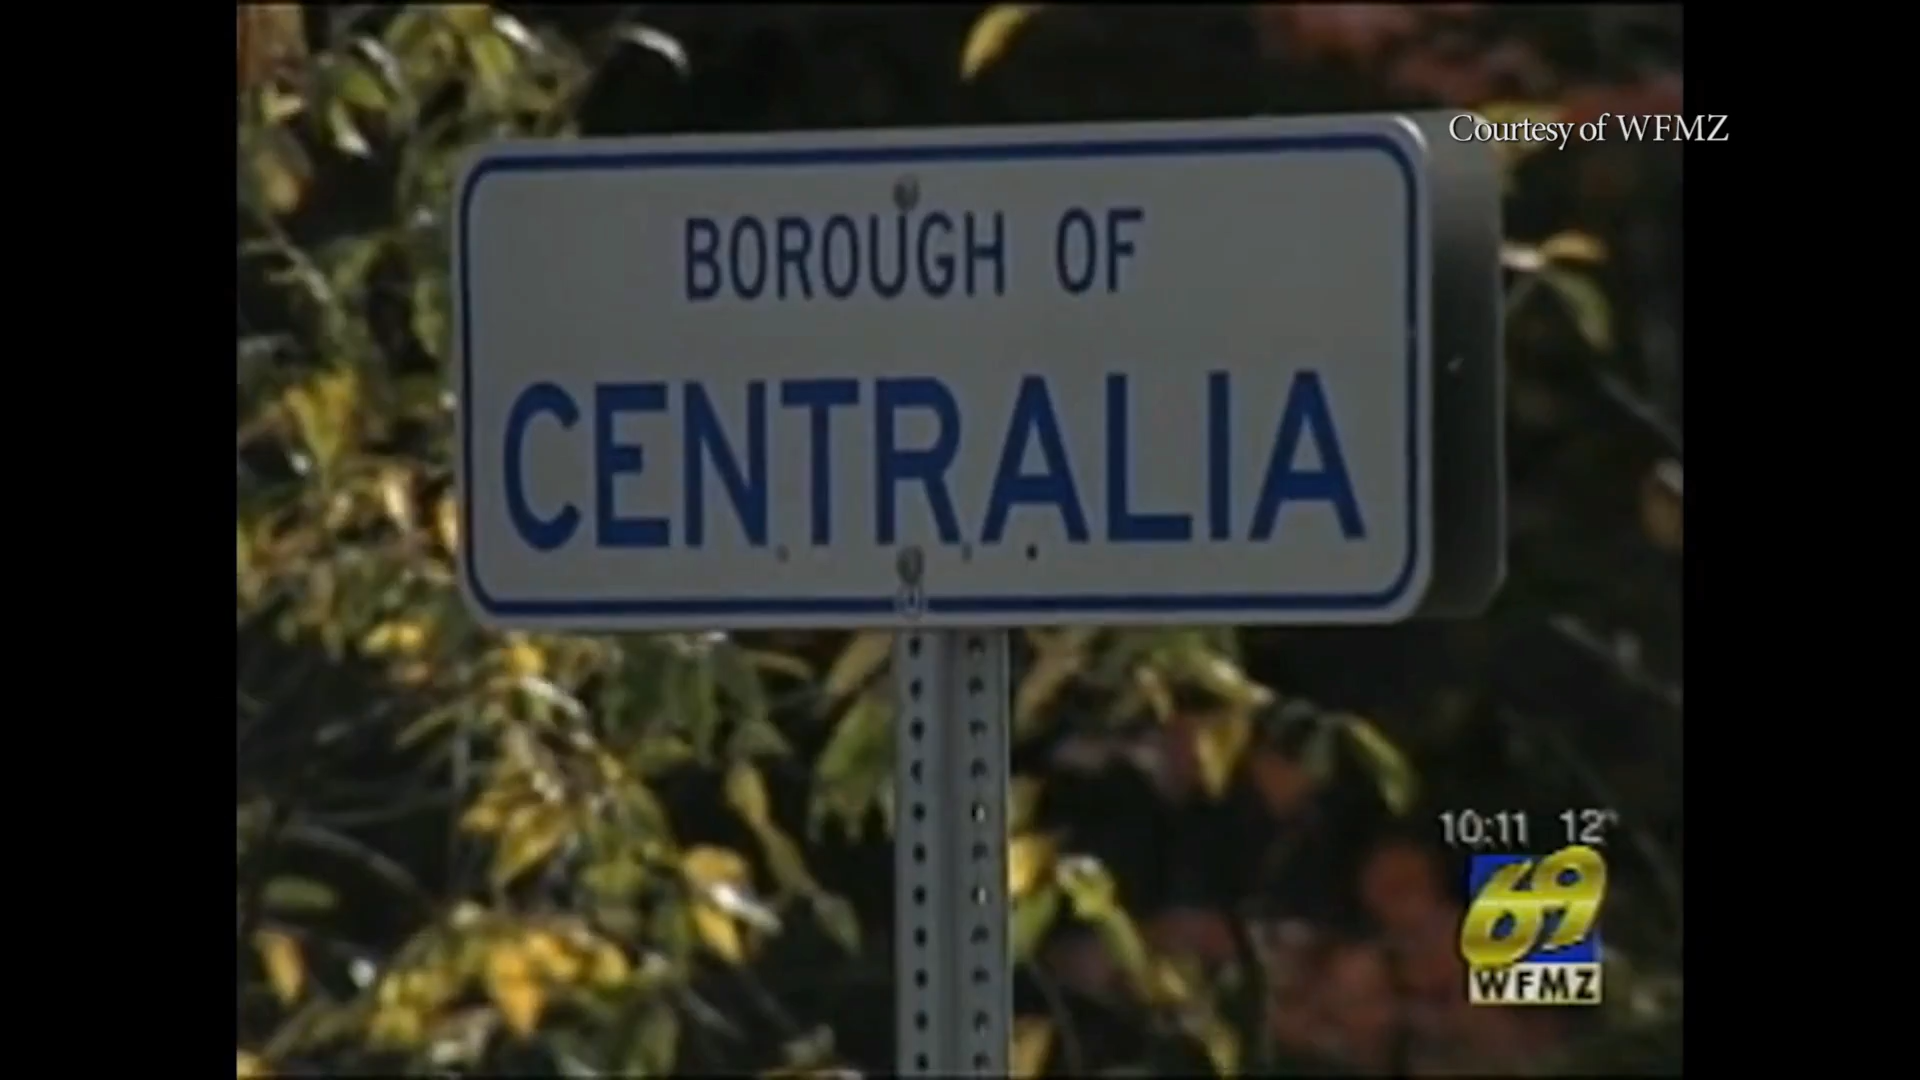 Courtesy of WFMZ
BOROUGH OF
CENTRALIA
10:11 12°
69
WFMZ